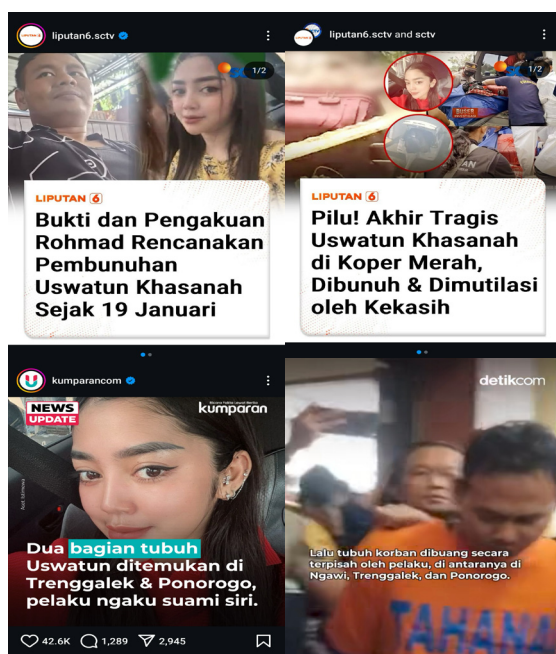 liputan6.sctv
1/2
LIPUTAN 6
Bukti dan Pengakuan
Rohmad Rencanakan
Pembunuhan
Uswatun Khasanah
Sejak 19 Januari
liputan6.sctv and sctv
1/2
LIPUTAN 6
Pilu! Akhir Tragis
Uswatun Khasanah
di Koper Merah,
Dibunuh & Dimutilasi
oleh Kekasih
kumparancom
NEWS
UPDATE
kumparan
Dua bagian tubuh
Uswatun ditemukan di
Trenggalek & Ponorogo,
pelaku ngaku suami siri.
42.6K 1,289 2,945
detikcom
Lalu tubuh korban dibuang secara
terpisah oleh pelaku, di antaranya di
Ngawi, Trenggalek, dan Ponorogo.
TAHANA